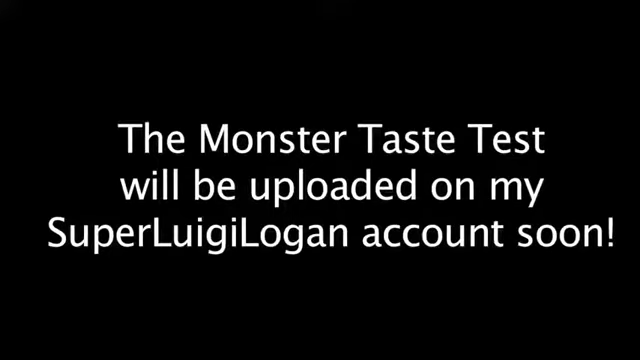 The Monster Taste Test
will be uploaded on my
SuperLuigiLogan account soon!